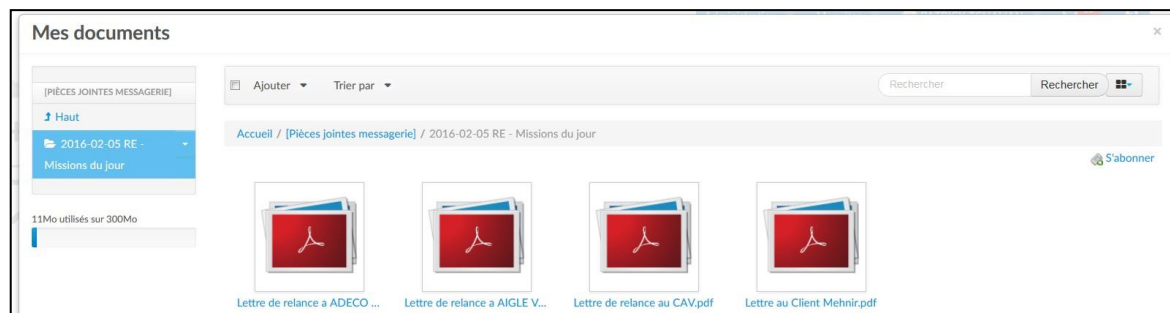 Mes documents
×
[PIÈCES JOINTES MESSAGERIE]
Haut
2016-02-05 RE -
Missions du jour
11Mo utilisés sur 300Mo
Ajouter Trier par Rechercher Rechercher
Accueil / [Pièces jointes messagerie] / 2016-02-05 RE - Missions du jour
S'abonner
Lettre de relance a ADECO ... Lettre de relance a AIGLE V... Lettre de relance au CAV.pdf Lettre au Client Mehnir.pdf